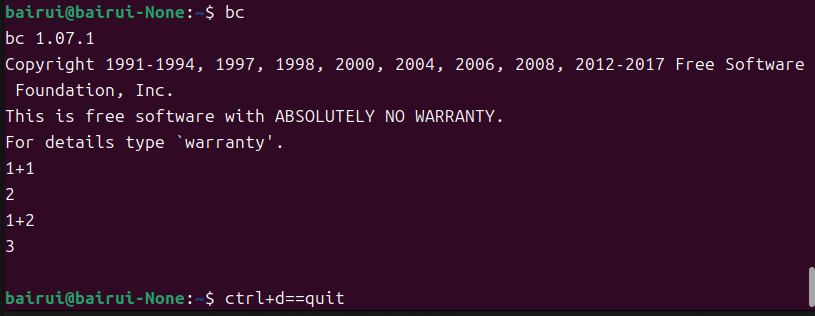 bairui@bairui-None:~$ bc
bc 1.07.1
Copyright 1991-1994, 1997, 1998, 2000, 2004, 2006, 2008, 2012-2017 Free Software
 Foundation, Inc.
This is free software with ABSOLUTELY NO WARRANTY.
For details type `warranty'.
1+1
2
1+2
3
bairui@bairui-None:~$ ctrl+d==quit